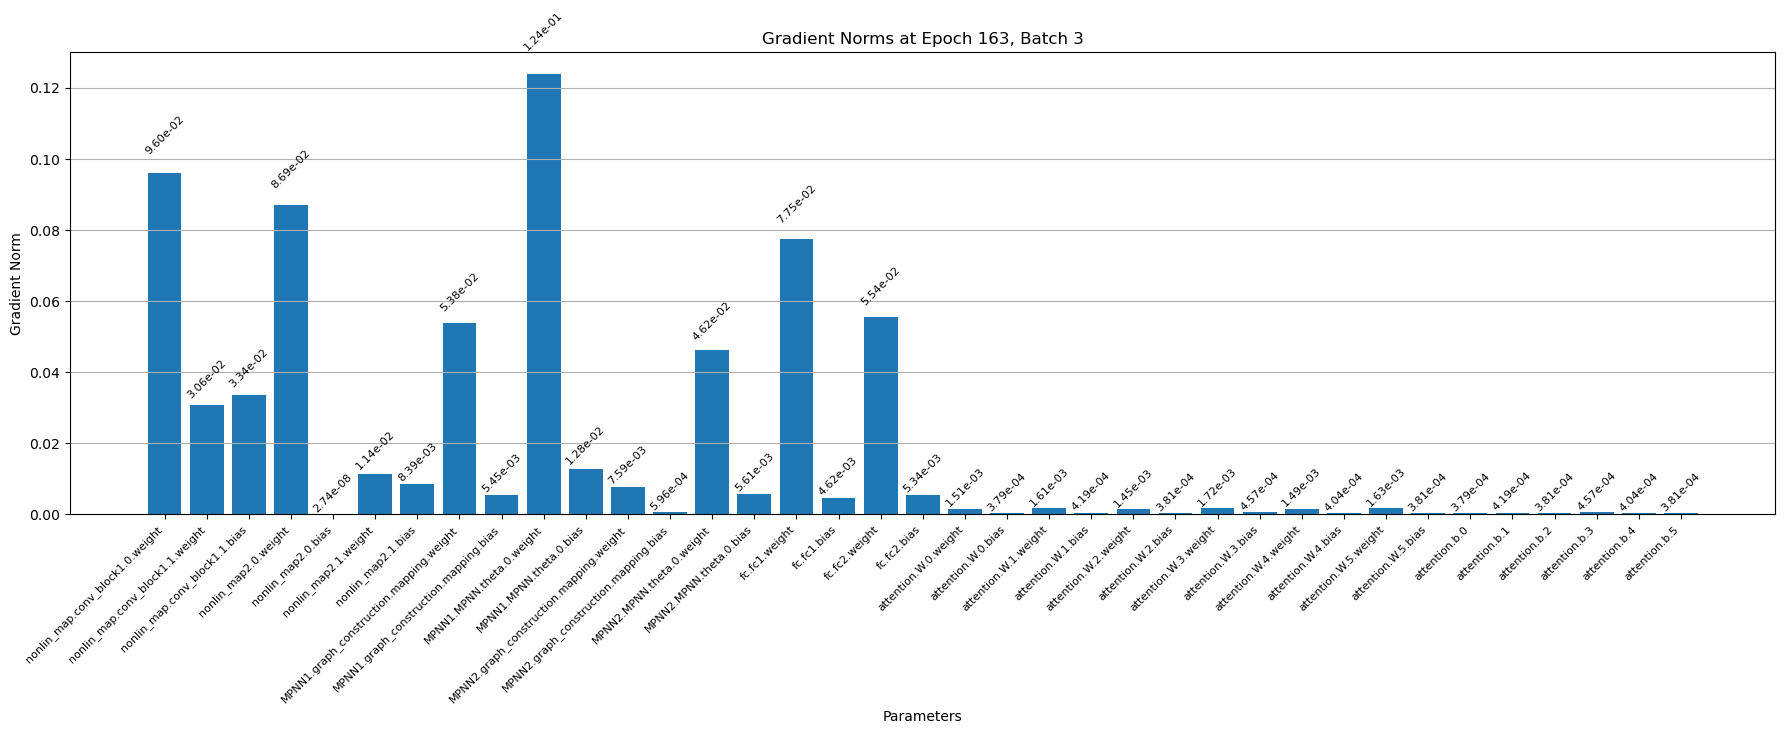 Gradient Norms at Epoch 163, Batch 3
Gradient Norm
0.12
0.10
0.08
0.06
0.04
0.02
0.00
9.60e-02
3.06e-02
3.34e-02
8.69e-02
2.74e-08
1.14e-02
8.39e-03
5.38e-02
5.45e-03
1.24e-01
1.28e-02
7.59e-03
5.96e-04
4.62e-02
5.61e-03
7.75e-02
4.62e-03
5.54e-02
5.34e-03
1.51e-03
3.79e-04
1.61e-03
4.19e-04
1.45e-03
3.81e-04
1.72e-03
4.57e-04
1.49e-03
4.04e-04
1.63e-03
3.81e-04
3.79e-04
4.19e-04
3.81e-04
4.57e-04
4.04e-04
3.81e-04
nonlin_map.conv_block1.0.weight
nonlin_map.conv_block1.1.weight
nonlin_map.conv_block1.1.bias
nonlin_map2.0.weight
nonlin_map2.0.bias
nonlin_map2.1.weight
nonlin_map2.1.bias
MPNN1.graph_construction.mapping.weight
MPNN1.graph_construction.mapping.bias
MPNN1.MPNN.theta.0.weight
MPNN1.MPNN.theta.0.bias
MPNN2.graph_construction.mapping.weight
MPNN2.graph_construction.mapping.bias
MPNN2.MPNN.theta.0.weight
MPNN2.MPNN.theta.0.bias
fc.fc1.weight
fc.fc1.bias
fc.fc2.weight
fc.fc2.bias
attention.W.0.weight
attention.W.0.bias
attention.W.1.weight
attention.W.1.bias
attention.W.2.weight
attention.W.2.bias
attention.W.3.weight
attention.W.3.bias
attention.W.4.weight
attention.W.4.bias
attention.W.5.weight
attention.W.5.bias
attention.b.0
attention.b.1
attention.b.2
attention.b.3
attention.b.4
attention.b.5
Parameters